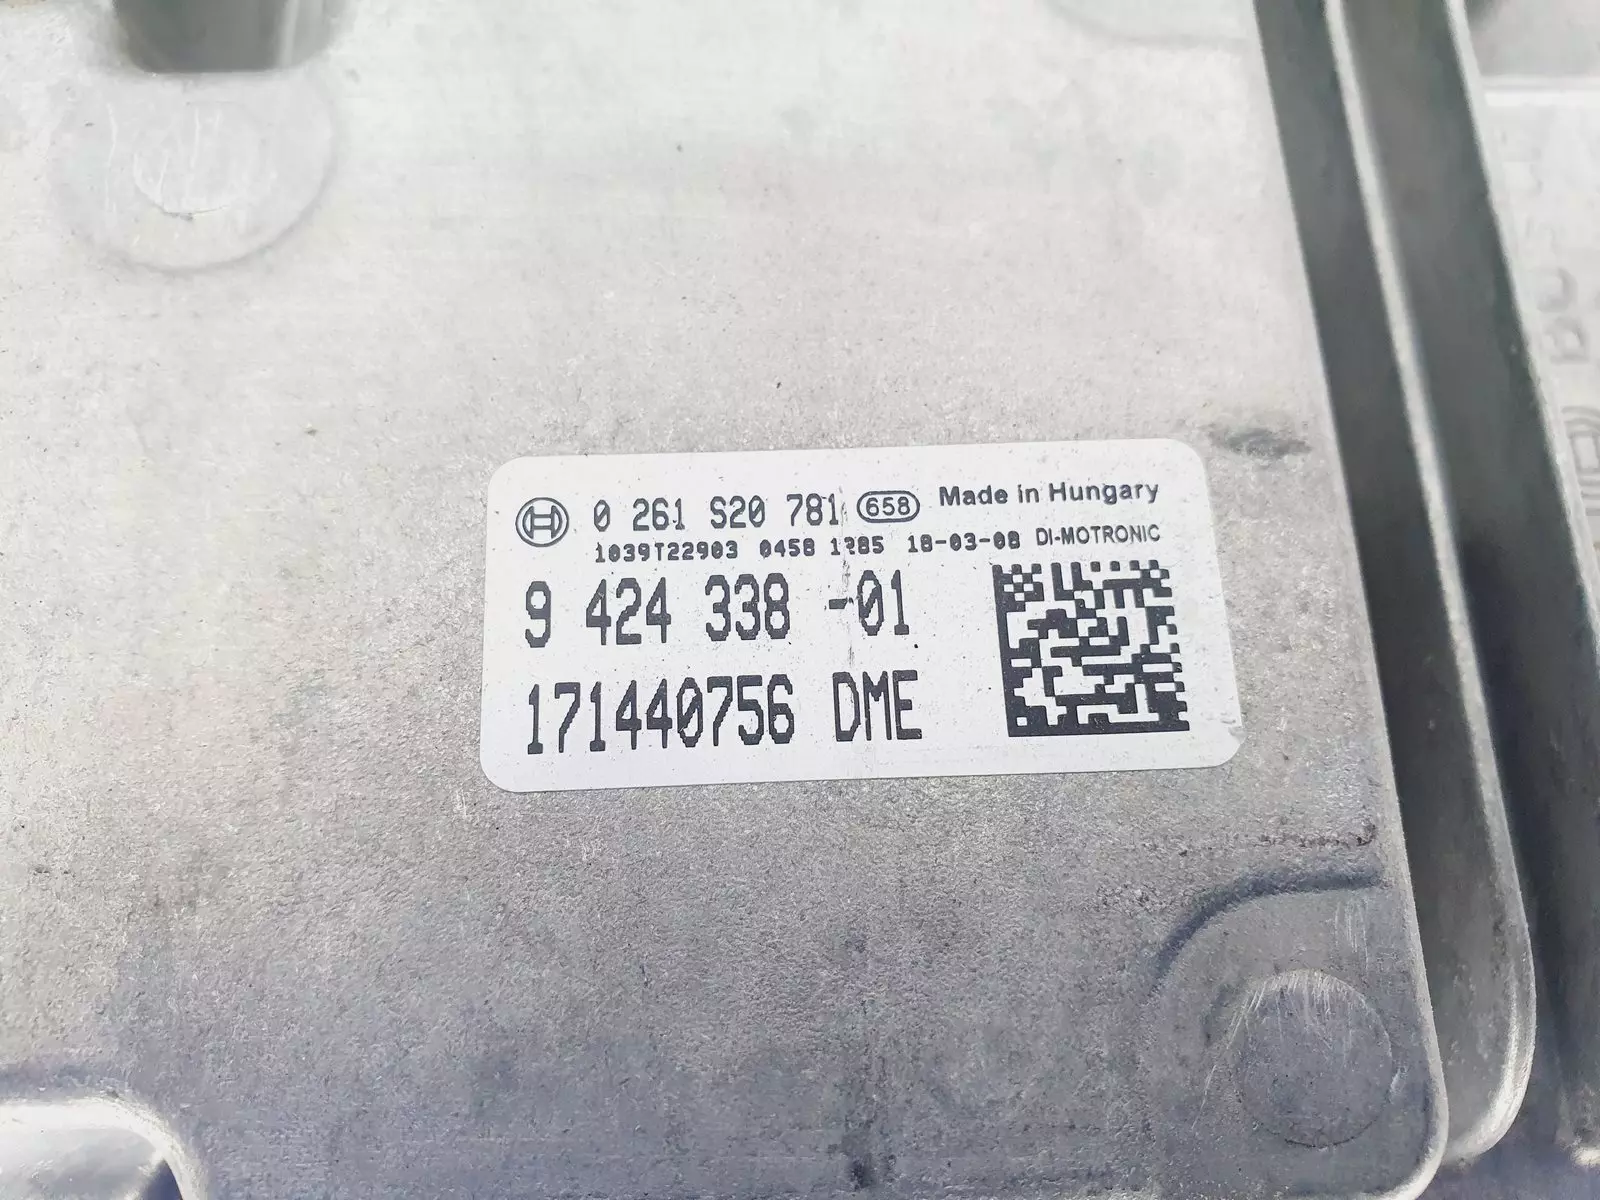 0 261 S20 781 658 Made in Hungary
1039T22903 0458 1285 18-03-08 DI-MOTRONIC
9 424 338 -01
171440756 DME